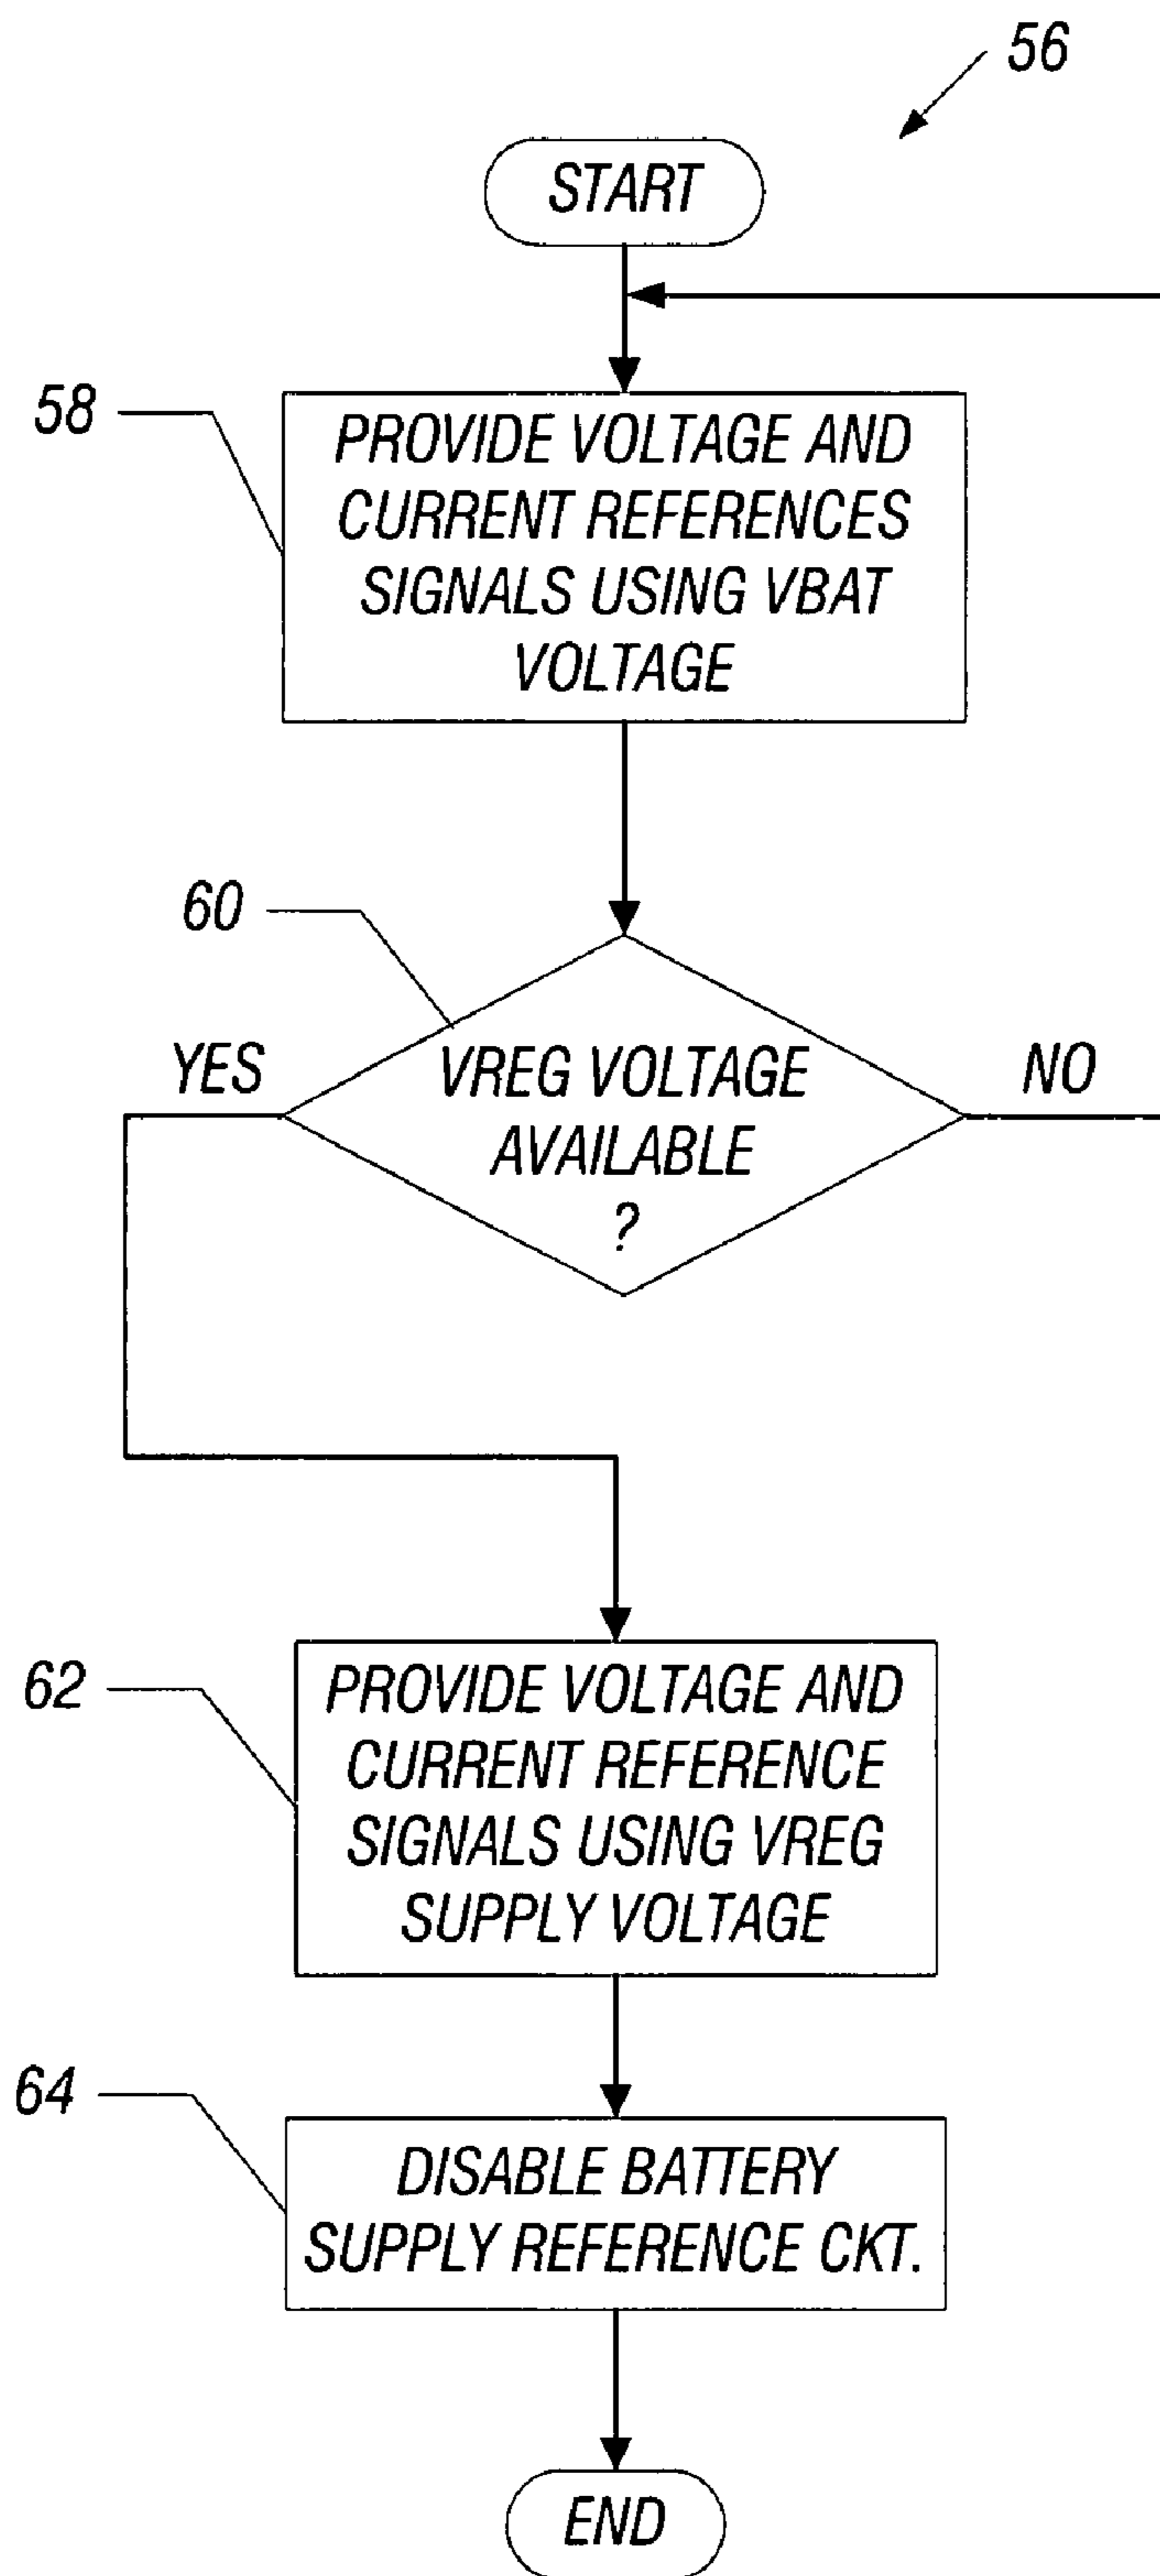 56
START
58
PROVIDE VOLTAGE AND
CURRENT REFERENCES
SIGNALS USING VBAT
VOLTAGE
60
YES
VREG VOLTAGE
AVAILABLE
?
NO
62
PROVIDE VOLTAGE AND
CURRENT REFERENCE
SIGNALS USING VREG
SUPPLY VOLTAGE
64
DISABLE BATTERY
SUPPLY REFERENCE CKT.
END